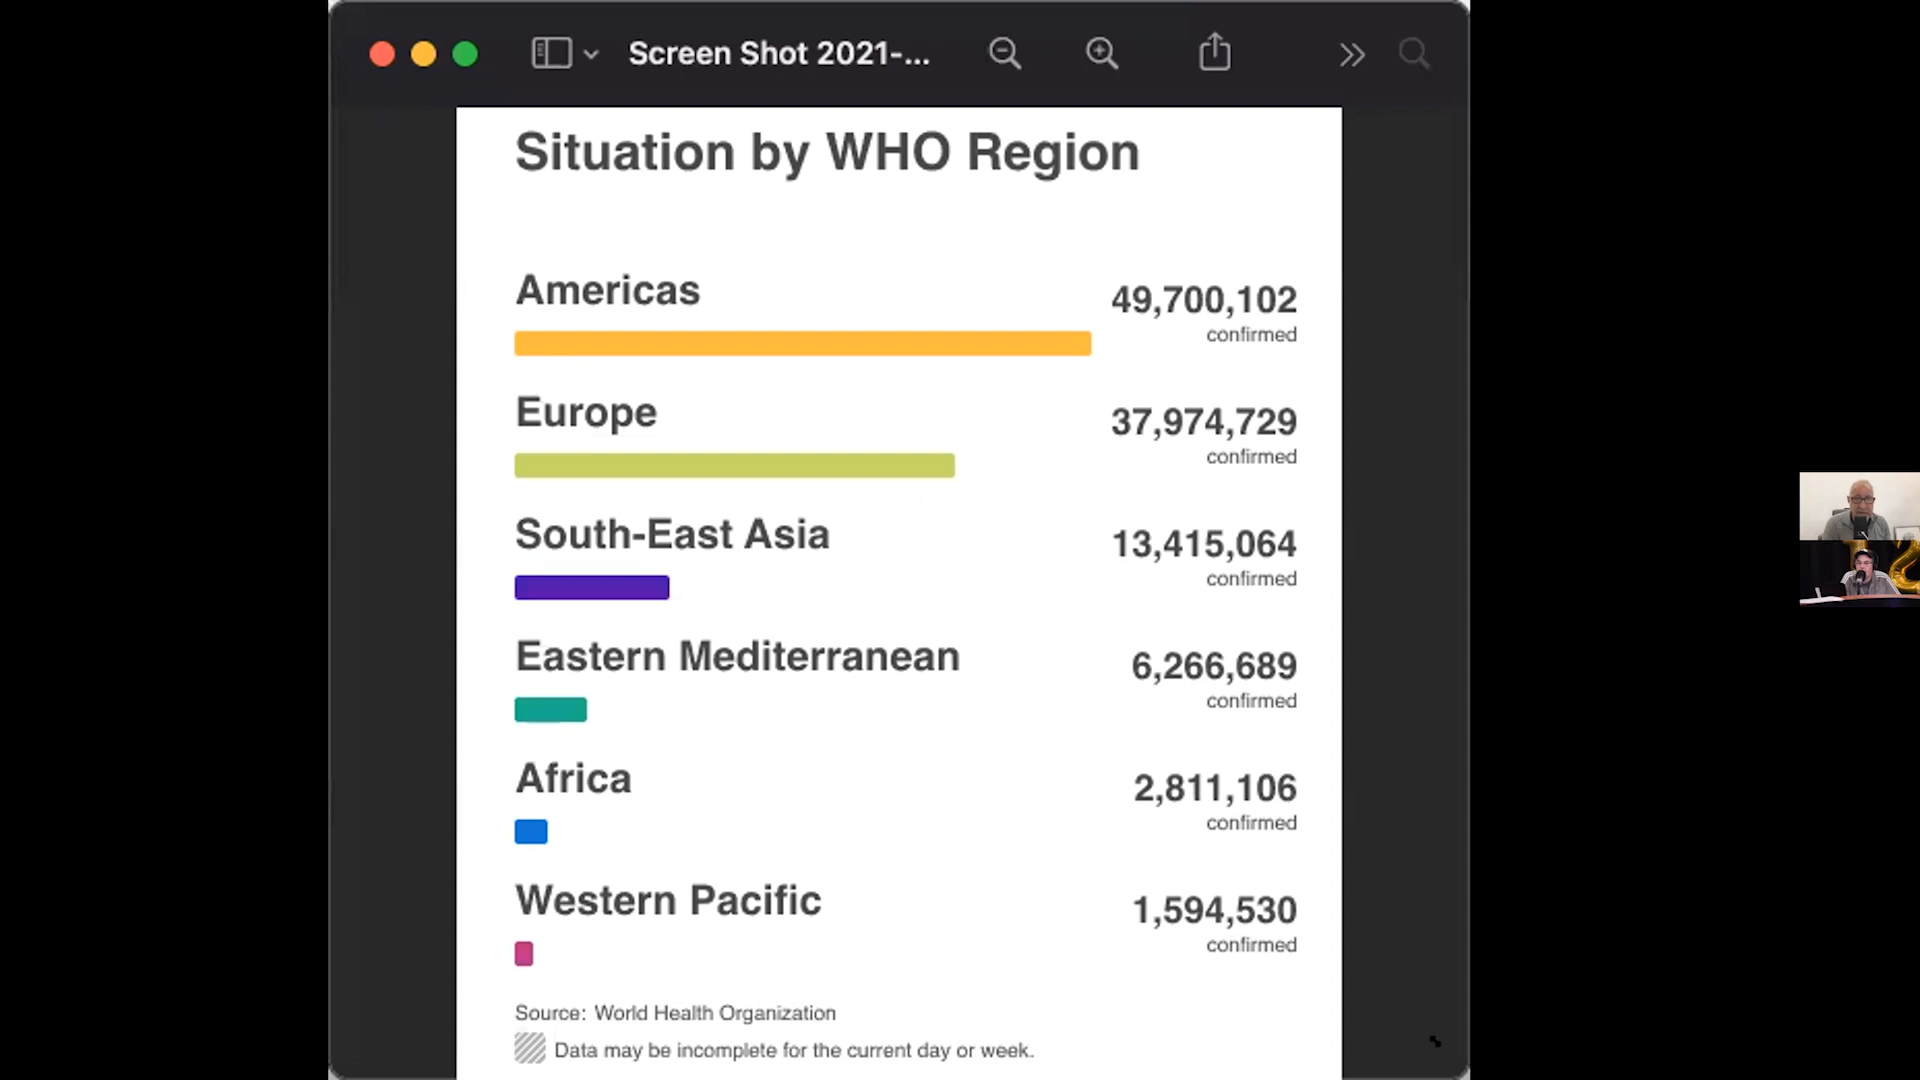 Screen Shot 2021-...
Situation by WHO Region
Americas
49,700,102
confirmed
Europe
37,974,729
confirmed
South-East Asia
13,415,064
confirmed
Eastern Mediterranean
6,266,689
confirmed
Africa
2,811,106
confirmed
Western Pacific
1,594,530
confirmed
Source: World Health Organization
Data may be incomplete for the current day or week.
12